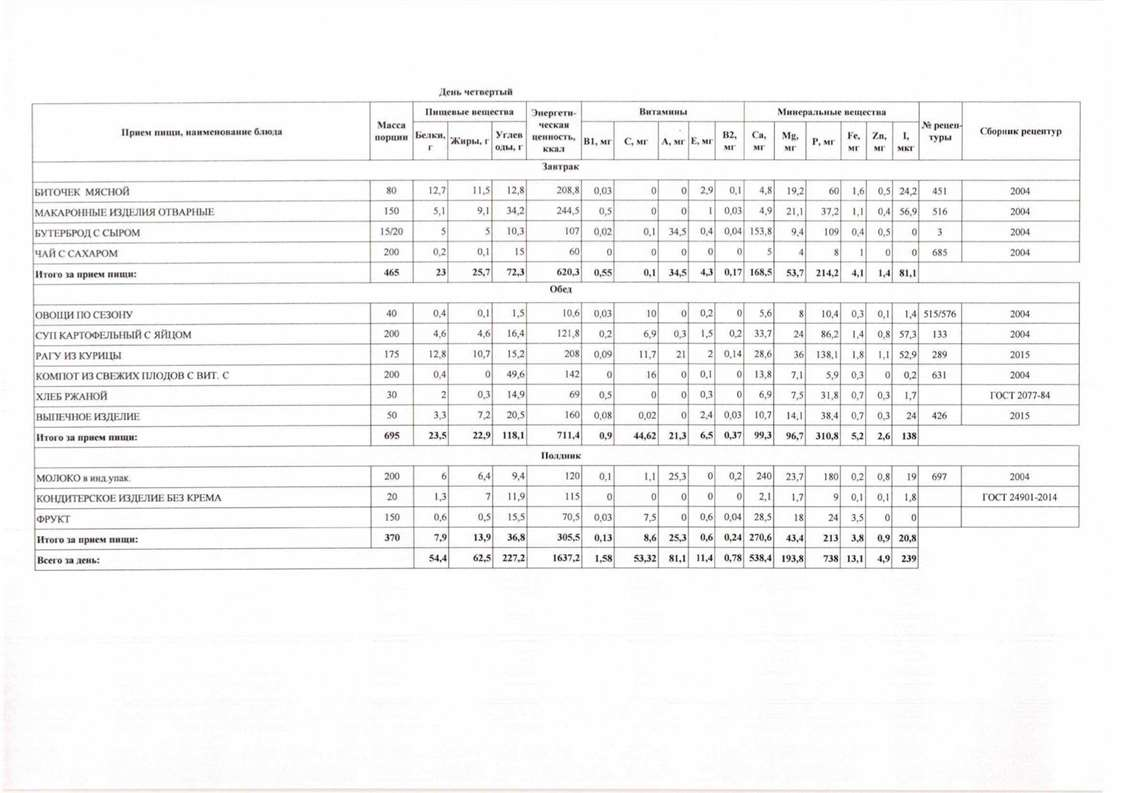 День четвертый
Прием пищи, наименование блюда Масса порции Пищевые вещества Энергети-ческая ценность, ккал Витамины Минеральные вещества № рецеп-туры Сборник рецептур
Белки, г Жиры, г Углев оды, г В1, мг С, мг А, мг Е, мг В2, мг Ca, мг Mg, мг Р, мг Fe, мг Zn, мг I, мкг
Завтрак
БИТОЧЕК МЯСНОЙ 80 12,7 11,5 12,8 208,8 0,03 0 0 2,9 0,1 4,8 19,2 60 1,6 0,5 24,2 451 2004
МАКАРОННЫЕ ИЗДЕЛИЯ ОТВАРНЫЕ 150 5,1 9,1 34,2 244,5 0,5 0 0 1 0,03 4,9 21,1 37,2 1,1 0,4 56,9 516 2004
БУТЕРБРОД С СЫРОМ 15/20 5 5 10,3 107 0,02 0,1 34,5 0,4 0,04 153,8 9,4 109 0,4 0,5 0 3 2004
ЧАЙ С САХАРОМ 200 0,2 0,1 15 60 0 0 0 0 0 5 4 8 1 0 0 685 2004
Итого за прием пищи: 465 23 25,7 72,3 620,3 0,55 0,1 34,5 4,3 0,17 168,5 53,7 214,2 4,1 1,4 81,1
Обед
ОВОЩИ ПО СЕЗОНУ 40 0,4 0,1 1,5 10,6 0,03 10 0 0,2 0 5,6 8 10,4 0,3 0,1 1,4 515/576 2004
СУП КАРТОФЕЛЬНЫЙ С ЯЙЦОМ 200 4,6 4,6 16,4 121,8 0,2 6,9 0,3 1,5 0,2 33,7 24 86,2 1,4 0,8 57,3 133 2004
РАГУ ИЗ КУРИЦЫ 175 12,8 10,7 15,2 208 0,09 11,7 21 2 0,14 28,6 36 138,1 1,8 1,1 52,9 289 2015
КОМПОТ ИЗ СВЕЖИХ ПЛОДОВ С ВИТ. С 200 0,4 0 49,6 142 0 16 0 0,1 0 13,8 7,1 5,9 0,3 0 0,2 631 2004
ХЛЕБ РЖАНОЙ 30 2 0,3 14,9 69 0,5 0 0 0,3 0 6,9 7,5 31,8 0,7 0,3 1,7 ГОСТ 2077-84
ВЫПЕЧНОЕ ИЗДЕЛИЕ 50 3,3 7,2 20,5 160 0,08 0,02 0 2,4 0,03 10,7 14,1 38,4 0,7 0,3 24 426 2015
Итого за прием пищи: 695 23,5 22,9 118,1 711,4 0,9 44,62 21,3 6,5 0,37 99,3 96,7 310,8 5,2 2,6 138
Полдник
МОЛОКО в инд.упак. 200 6 6,4 9,4 120 0,1 1,1 25,3 0 0,2 240 23,7 180 0,2 0,8 19 697 2004
КОНДИТЕРСКОЕ ИЗДЕЛИЕ БЕЗ КРЕМА 20 1,3 7 11,9 115 0 0 0 0 0 2,1 1,7 9 0,1 0,1 1,8 ГОСТ 24901-2014
ФРУКТ 150 0,6 0,5 15,5 70,5 0,03 7,5 0 0,6 0,04 28,5 18 24 3,5 0 0
Итого за прием пищи: 370 7,9 13,9 36,8 305,5 0,13 8,6 25,3 0,6 0,24 270,6 43,4 213 3,8 0,9 20,8
Всего за день: 54,4 62,5 227,2 1637,2 1,58 53,32 81,1 11,4 0,78 538,4 193,8 738 13,1 4,9 239